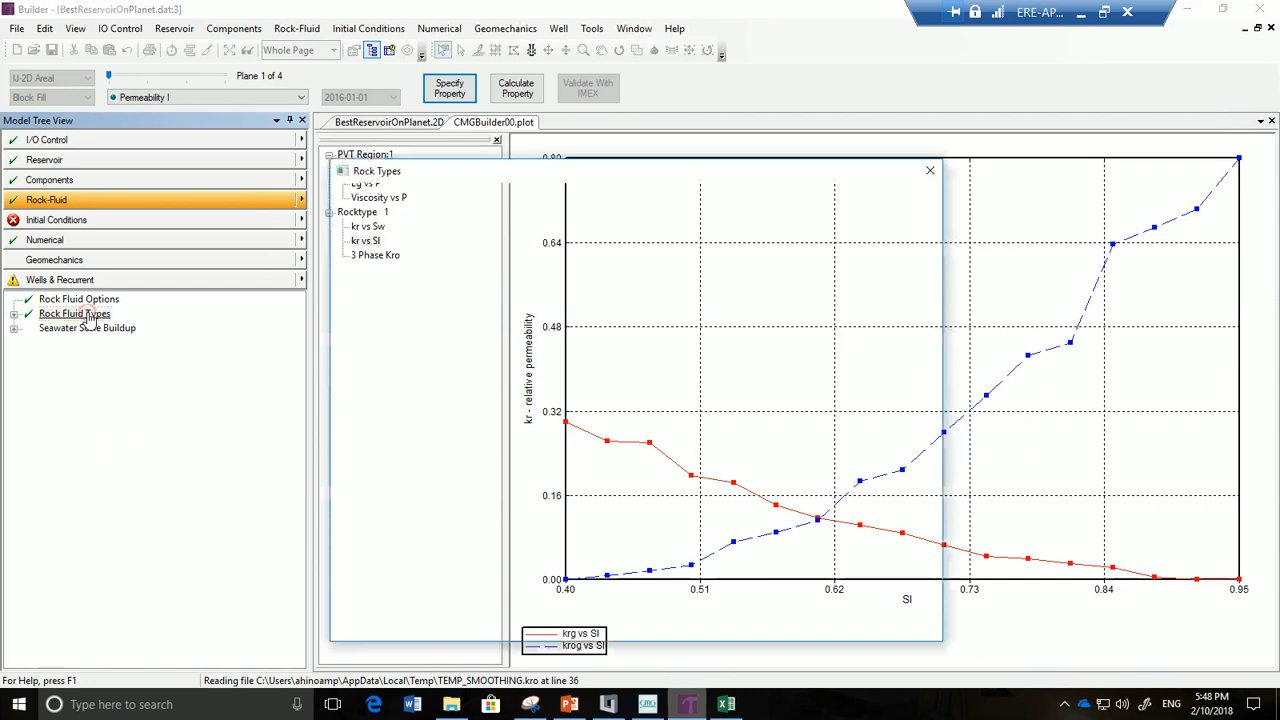 Builder - [BestReservoirOnPlanet.dat:3]
ERE-AP...
File Edit View IO Control Reservoir Components Rock-Fluid Initial Conditions Numerical Geomechanics Well Tools Window Help
Whole Page
IJ-2D Areal
Plane 1 of 4
Specify Property
Calculate Property
Validate With IMEX
Block Fill
Permeability I
2016-01-01
Model Tree View
BestReservoirOnPlanet.2D
CMGBuilder00.plot
I/O Control
Reservoir
Components
Rock-Fluid
Initial Conditions
Numerical
Geomechanics
Wells & Recurrent
Rock Fluid Options
Rock Fluid Types
PVT Region:1
Rock Types
Eg vs P
Viscosity vs P
Rocktype 1
kr vs Sw
kr vs Sl
3 Phase Kro
0.80
0.64
0.48
0.32
0.16
0.00
kr - relative permeability
0.40 0.51 0.62 0.73 0.84 0.95
Sl
krg vs Sl
krog vs Sl
For Help, press F1
Reading file C:\Users\ahinoamp\AppData\Local\Temp\TEMP_SMOOTHING.kro at line 36
Type here to search
ENG
5:48 PM
2/10/2018